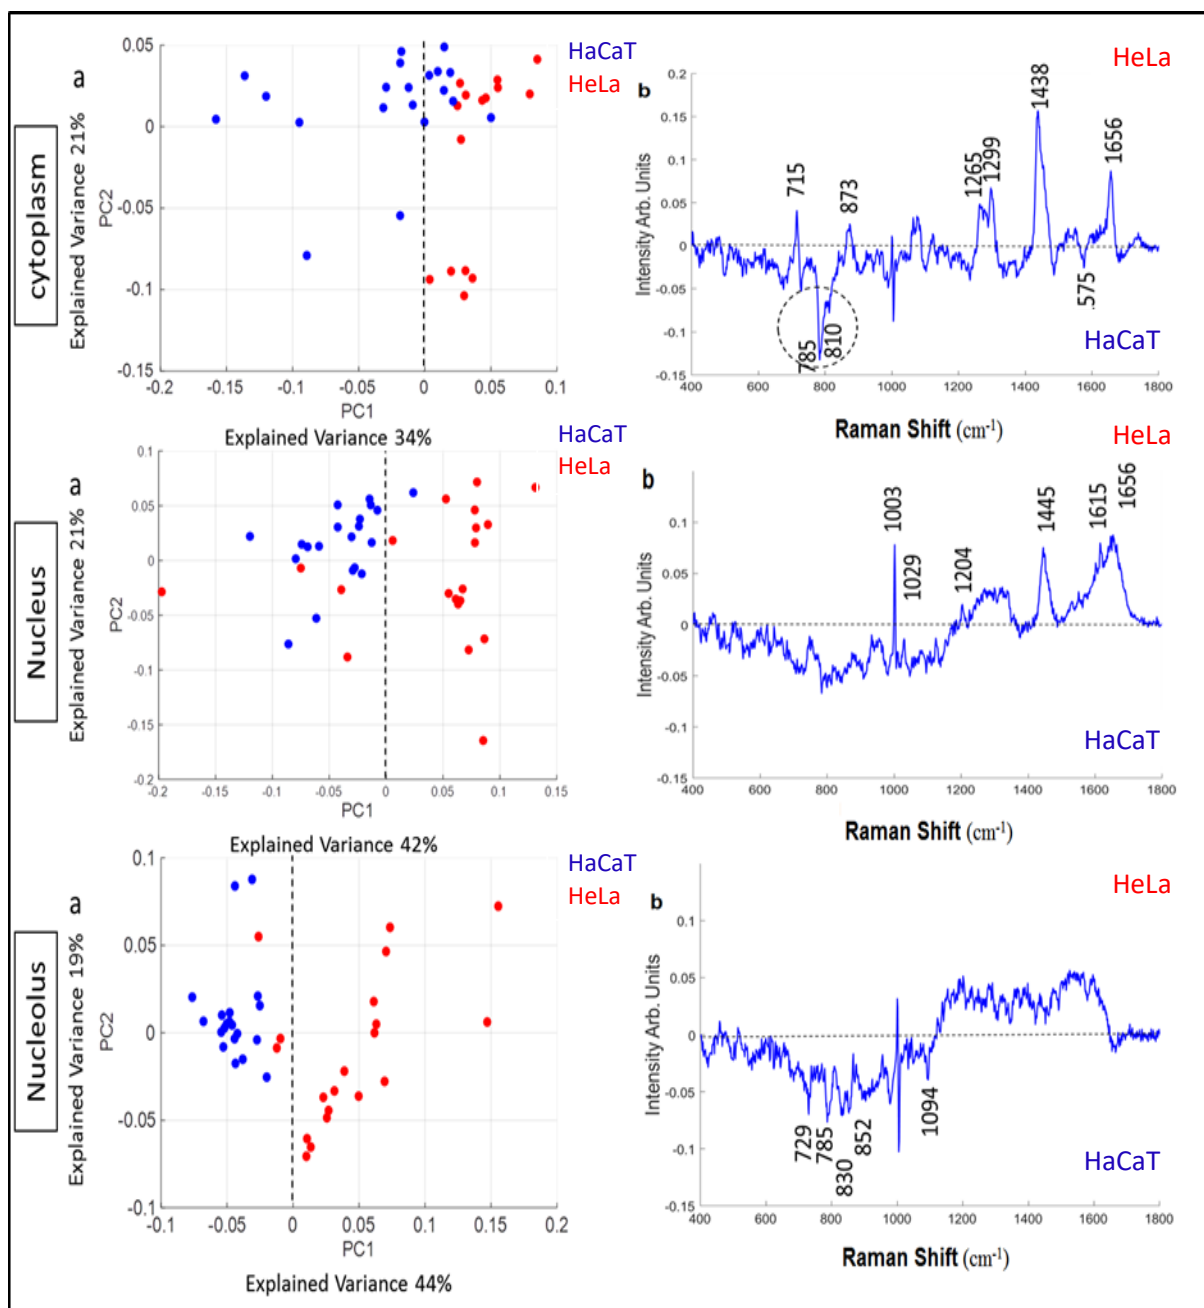 cytoplasm
a
Explained Variance 21%
PC2
0.05
0
-0.05
-0.1
-0.15
-0.2
-0.15
-0.1
-0.05
0
0.05
0.1
PC1
Explained Variance 34%
HaCaT
HeLa
b
HeLa
Intensity Arb. Units
0.2
0.15
0.1
0.05
0
-0.05
-0.1
-0.15
715
873
1265
1299
1438
1656
785
810
.575
HaCaT
400
600
800
1000
1200
1400
1600
1800
Raman Shift (cm-1)
Nucleus
a
Explained Variance 21%
PC2
0.1
0.05
0
-0.05
-0.1
-0.15
-0.2
-0.2
-0.15
-0.1
-0.05
0
0.05
0.1
0.15
PC1
Explained Variance 42%
HaCaT
HeLa
b
HeLa
Intensity Arb. Units
0.1
0.05
0
-0.05
-0.1
-0.15
1003
1029
1204
1445
1615
1656
HaCaT
400
600
800
1000
1200
1400
1600
1800
Raman Shift (cm-1)
Nucleolus
a
Explained Variance 19%
PC2
0.1
0.05
0
-0.05
-0.1
-0.1
-0.05
0
0.05
0.1
0.15
0.2
PC1
Explained Variance 44%
HaCaT
HeLa
b
HeLa
Intensity Arb. Units
0.1
0.05
0
-0.05
-0.1
-0.15
729
785
830
852
1094
HaCaT
400
600
800
1000
1200
1400
1600
1800
Raman Shift (cm-1)